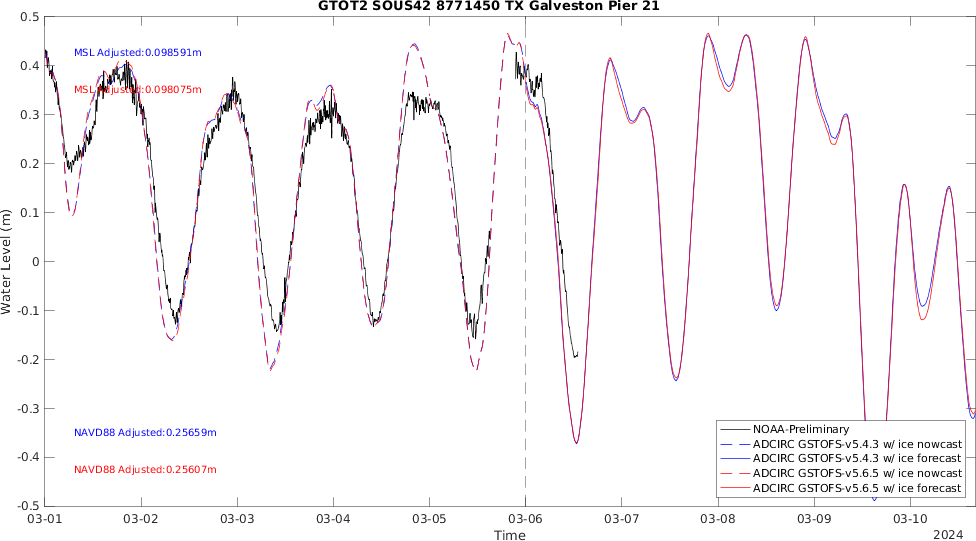 GTOT2 SOUS42 8771450 TX Galveston Pier 21
0.5
MSL Adjusted:0.098591m
0.4
MSL Adjusted:0.098075m
0.3
0.2
0.1
Water Level (m)
0
-0.1
-0.2
-0.3
NAVD88 Adjusted:0.25659m
-0.4
NAVD88 Adjusted:0.25607m
-0.5
NOAA-Preliminary
ADCIRC GSTOFS-v5.4.3 w/ ice nowcast
ADCIRC GSTOFS-v5.4.3 w/ ice forecast
ADCIRC GSTOFS-v5.6.5 w/ ice nowcast
ADCIRC GSTOFS-v5.6.5 w/ ice forecast
03-01 03-02 03-03 03-04 03-05 03-06 03-07 03-08 03-09 03-10
Time
2024